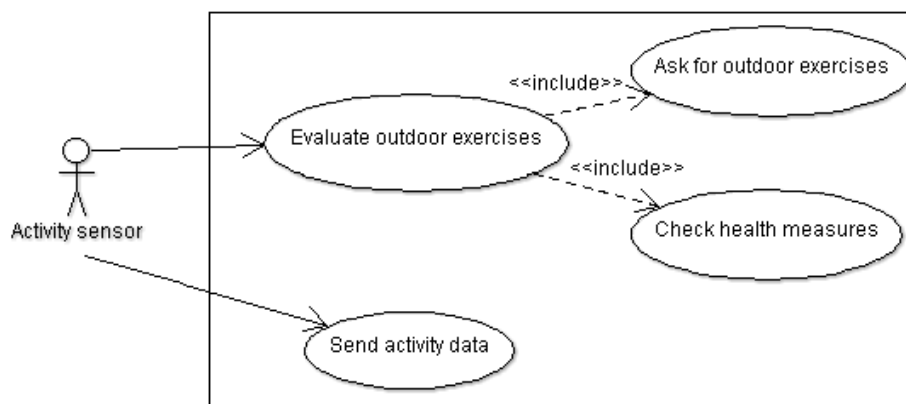 Ask for outdoor exercises
<<include>>
Evaluate outdoor exercises
<<include>>
Activity sensor
Check health measures
Send activity data